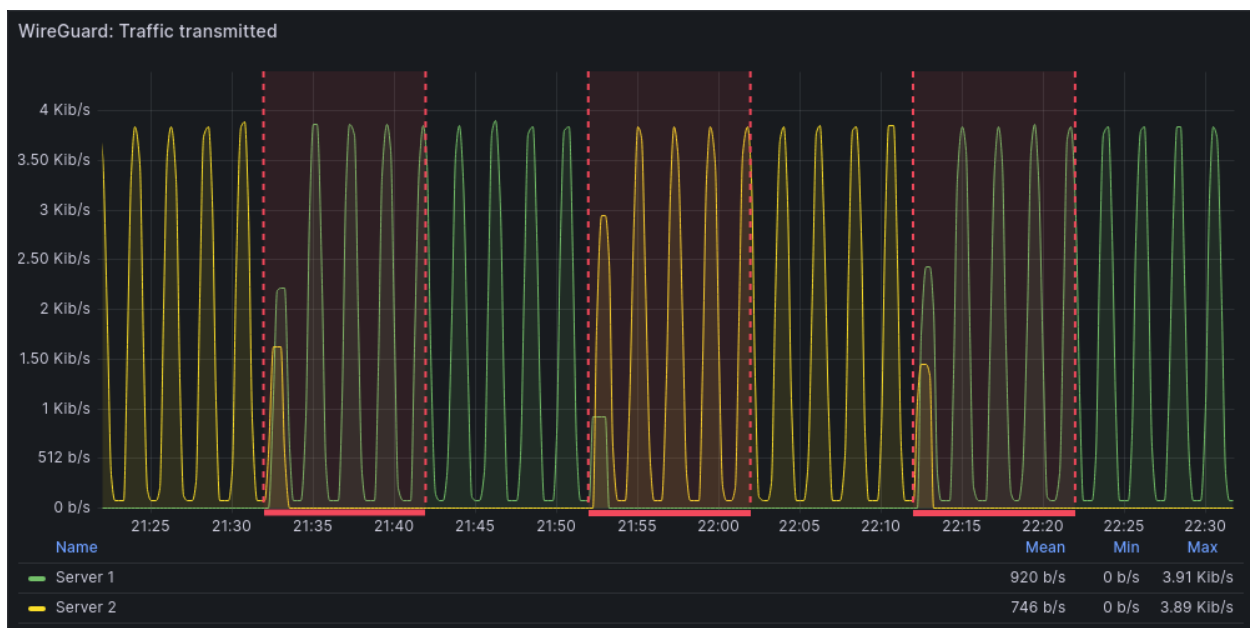 WireGuard: Traffic transmitted
4 Kib/s
3.50 Kib/s
3 Kib/s
2.50 Kib/s
2 Kib/s
1.50 Kib/s
1 Kib/s
512 b/s
0 b/s
21:25 21:30 21:35 21:40 21:45 21:50 21:55 22:00 22:05 22:10 22:15 22:20 22:25 22:30
Name Mean Min Max
Server 1 920 b/s 0 b/s 3.91 Kib/s
Server 2 746 b/s 0 b/s 3.89 Kib/s